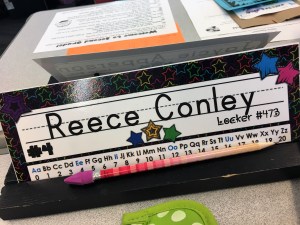 Reece Conley
#4
Locker #473
Aa Bb Cc Dd Ee Ff Gg Hh Ii Jj Kk Ll Mm Nn Oo Pp Qq Rr Ss Tt Uu Vv Ww Xx Yy Zz
0 1 2 3 4 5 6 7 8 9 10 11 12 13 14 15 16 17 18 19 20